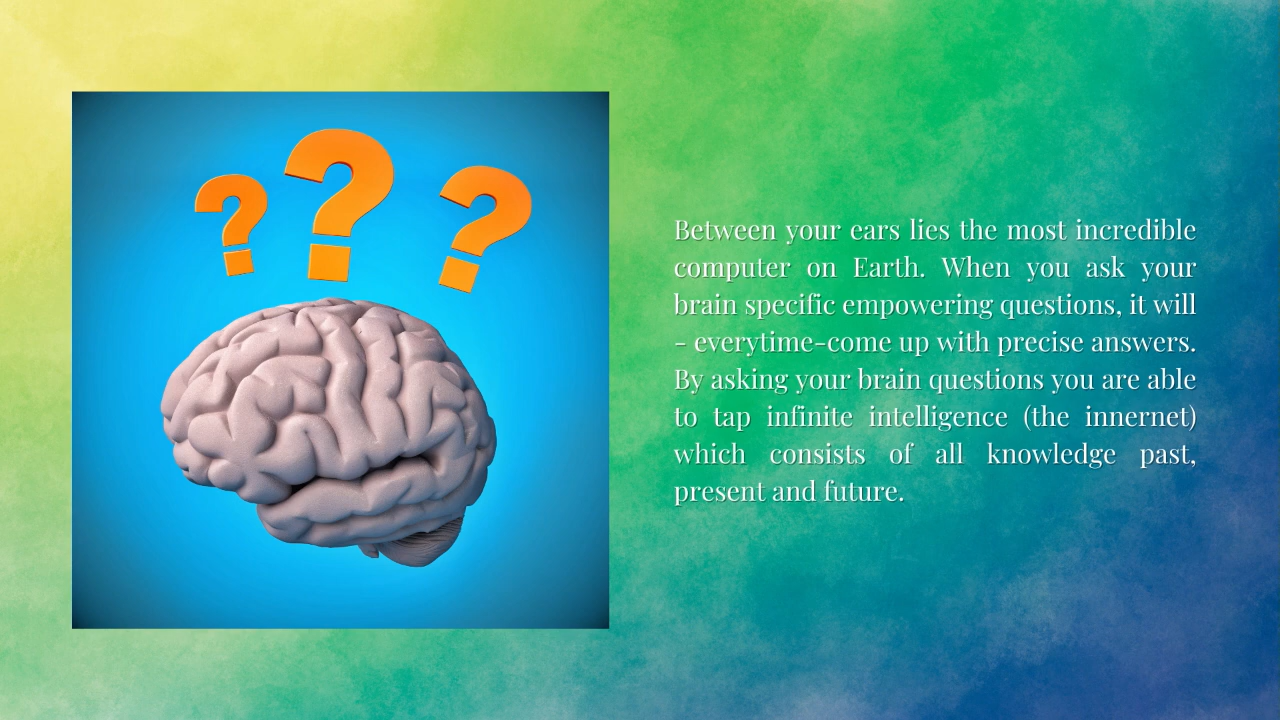 ? ? ?
Between your ears lies the most incredible
computer on Earth. When you ask your
brain specific empowering questions, it will
- everytime-come up with precise answers.
By asking your brain questions you are able
to tap infinite intelligence (the innernet)
which consists of all knowledge past,
present and future.